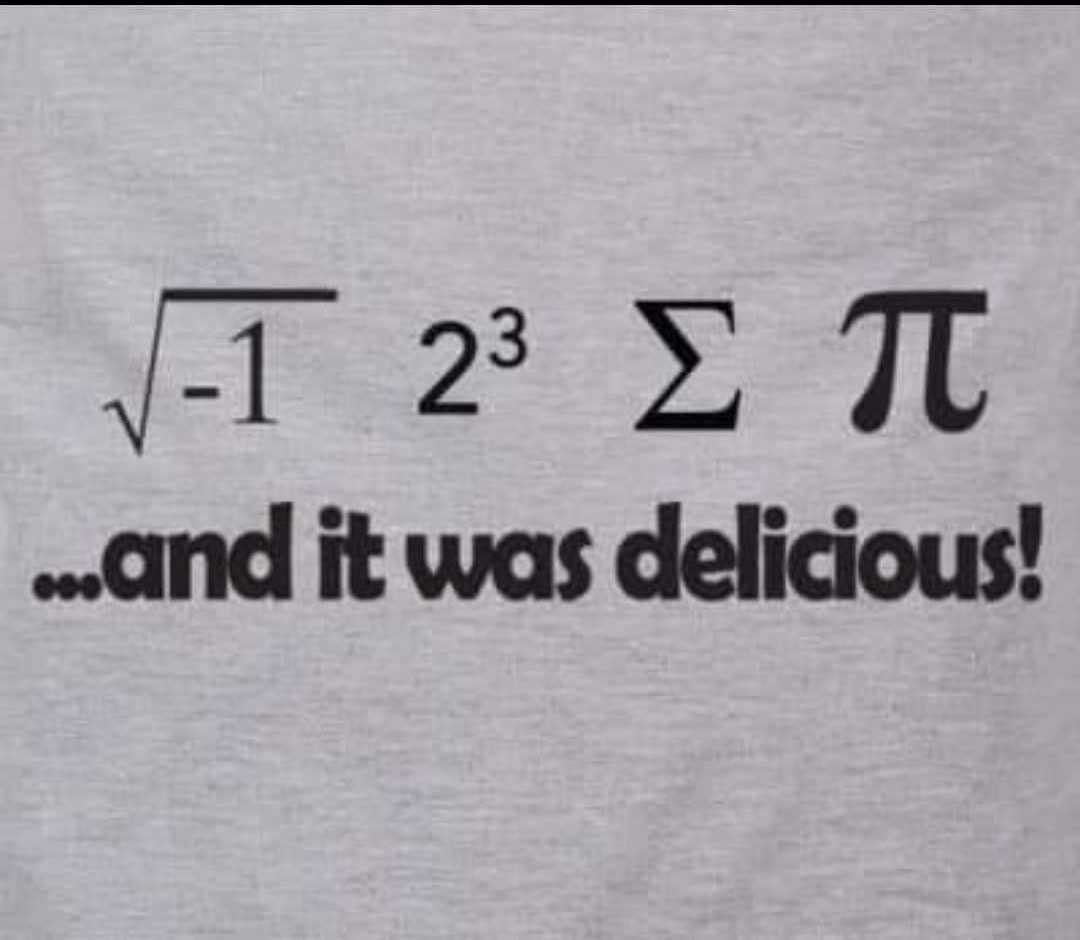 √-1 2³ Σ π
...and it was delicious!